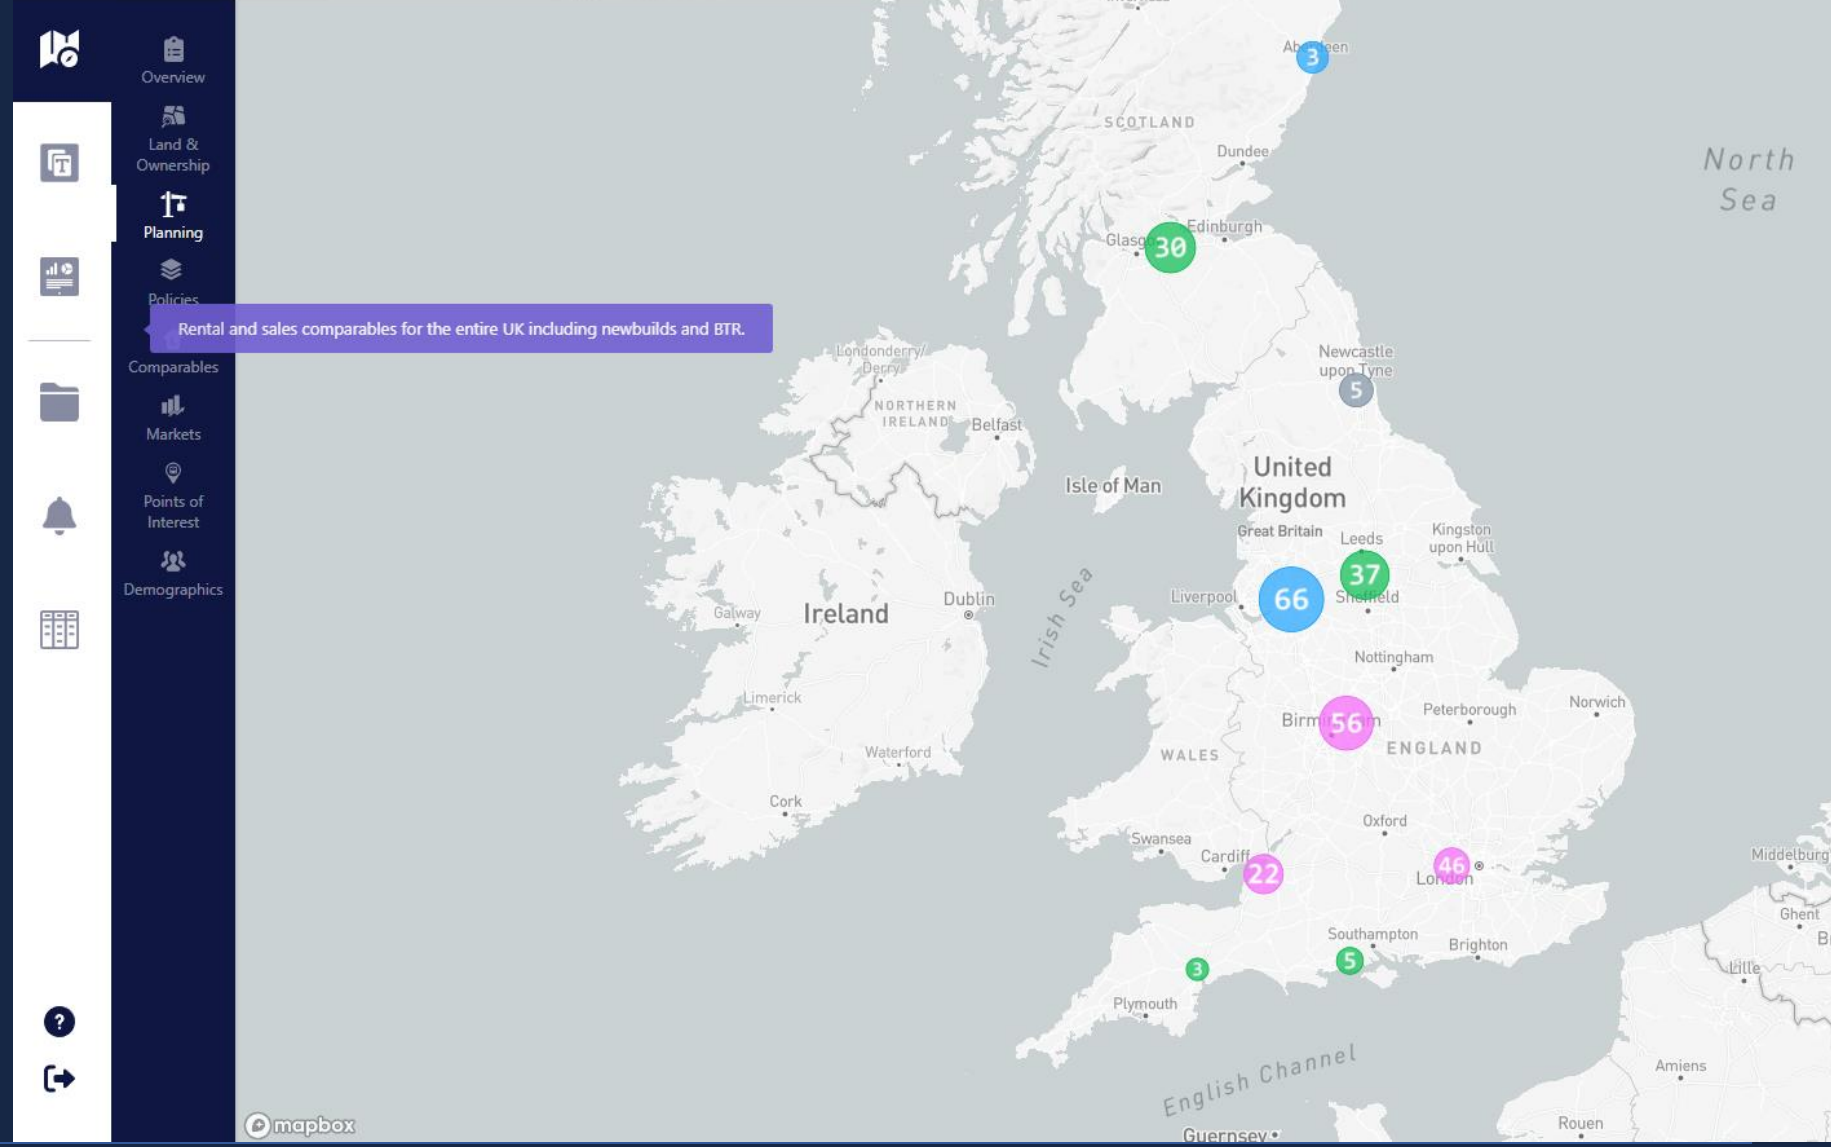 Overview
Land &
Ownership
Planning
Policies
Rental and sales comparables for the entire UK including newbuilds and BTR.
Comparables
Markets
Points of
Interest
Demographics
T
?
mapbox
Aberdeen
3
SCOTLAND
Dundee
North
Sea
Edinburgh
Glasgow
30
Londonderry/
Derry
NORTHERN
IRELAND
Belfast
Newcastle
upon Tyne
5
Isle of Man
United
Kingdom
Great Britain
Leeds
Kingston
upon Hull
37
66
Liverpool
Sheffield
Irish Sea
Galway
Ireland
Dublin
Nottingham
Limerick
Norwich
Peterborough
Birmingham
56
ENGLAND
WALES
Waterford
Cork
Oxford
Swansea
Cardiff
22
46
London
Middelburg
Ghent
B
Southampton
Brighton
5
3
Lille
Plymouth
English Channel
Amiens
Rouen
Guernsey